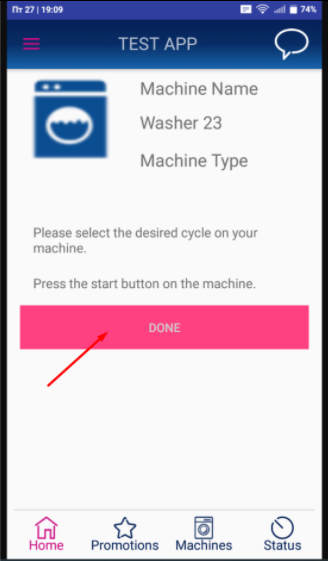 Пт 27 | 19:09
74%
TEST APP
Machine Name
Washer 23
Machine Type
Please select the desired cycle on your
machine.
Press the start button on the machine.
DONE
Home Promotions Machines Status